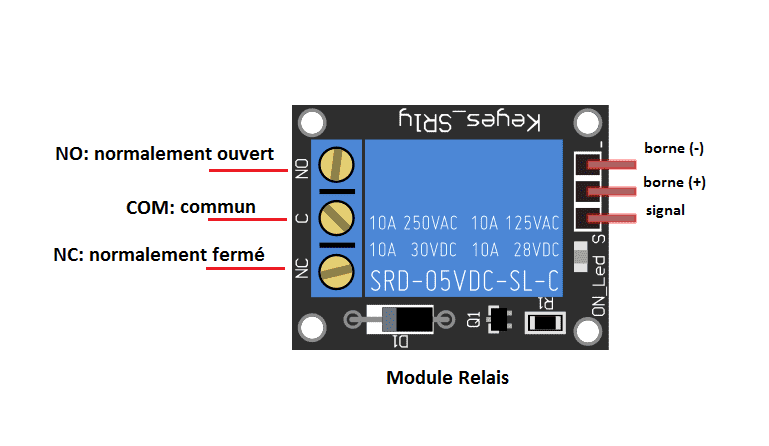 Keyes_SR1y
NO: normalement ouvert
NO
-
borne (-)
borne (+)
COM: commun
C
signal
10A 250VAC 10A 125VAC
10A 30VDC 10A 28VDC
S
NC: normalement fermé
NC
SRD-05VDC-SL-C
ON_Led
D1
Q1
R1
Module Relais